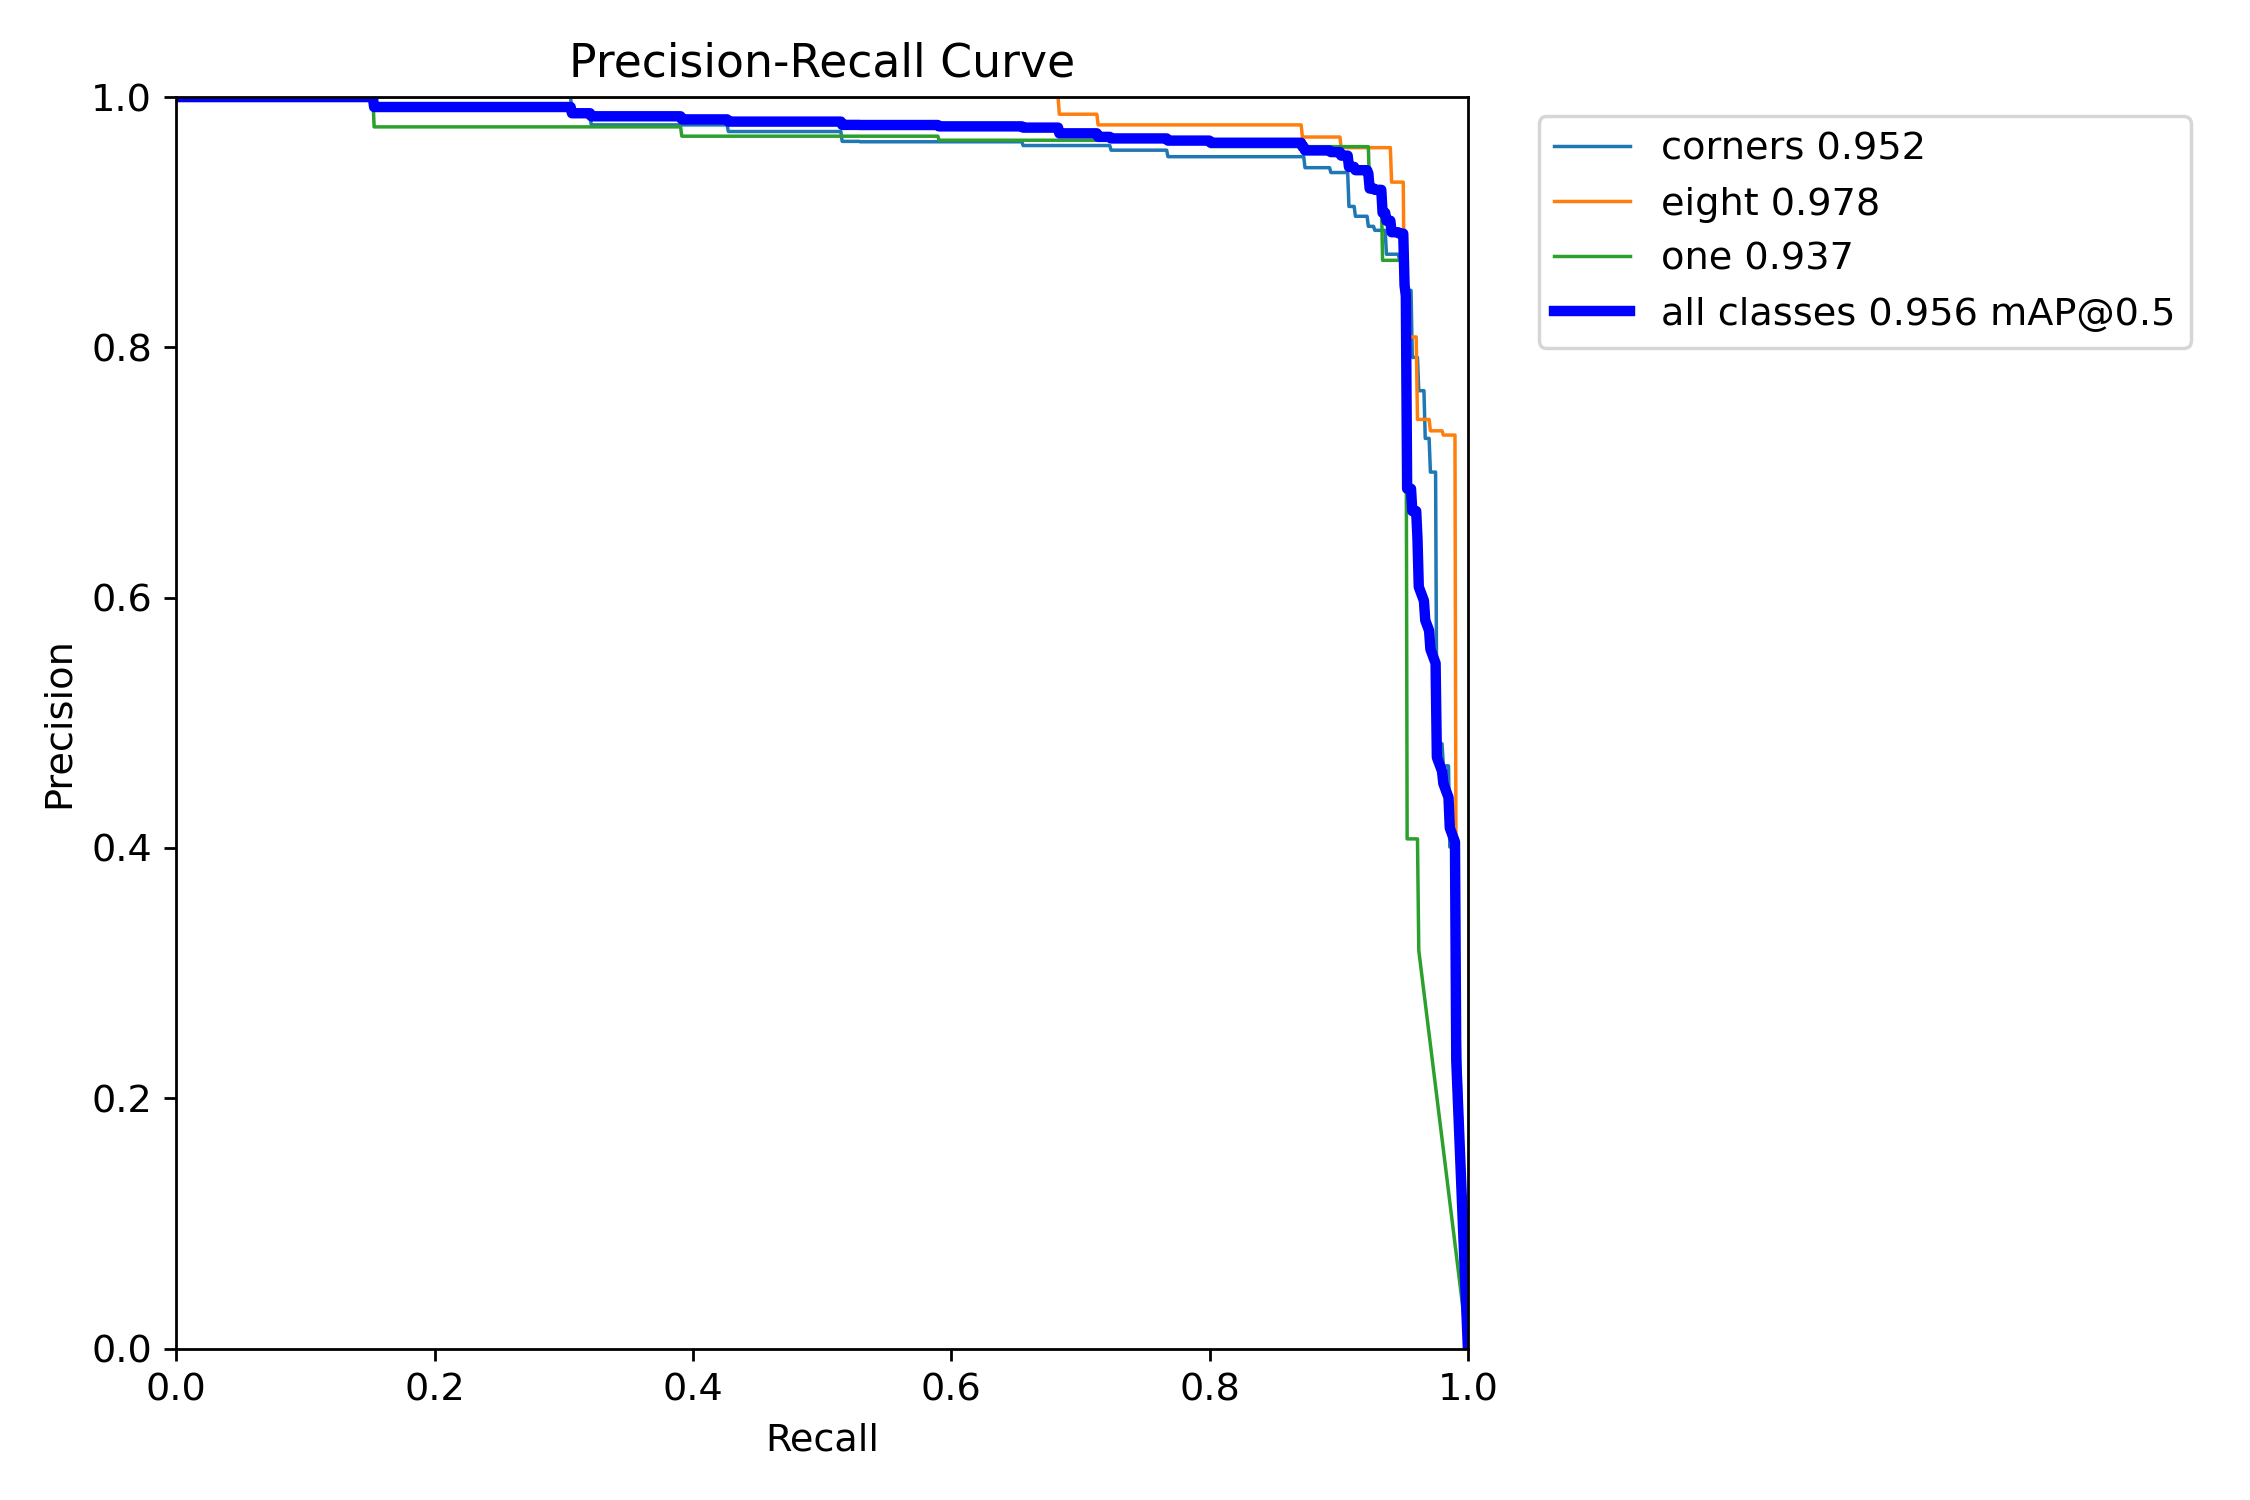 Precision-Recall Curve
1.0
0.8
0.6
0.4
0.2
0.0
Precision
0.0 0.2 0.4 0.6 0.8 1.0
Recall
corners 0.952
eight 0.978
one 0.937
all classes 0.956 mAP@0.5